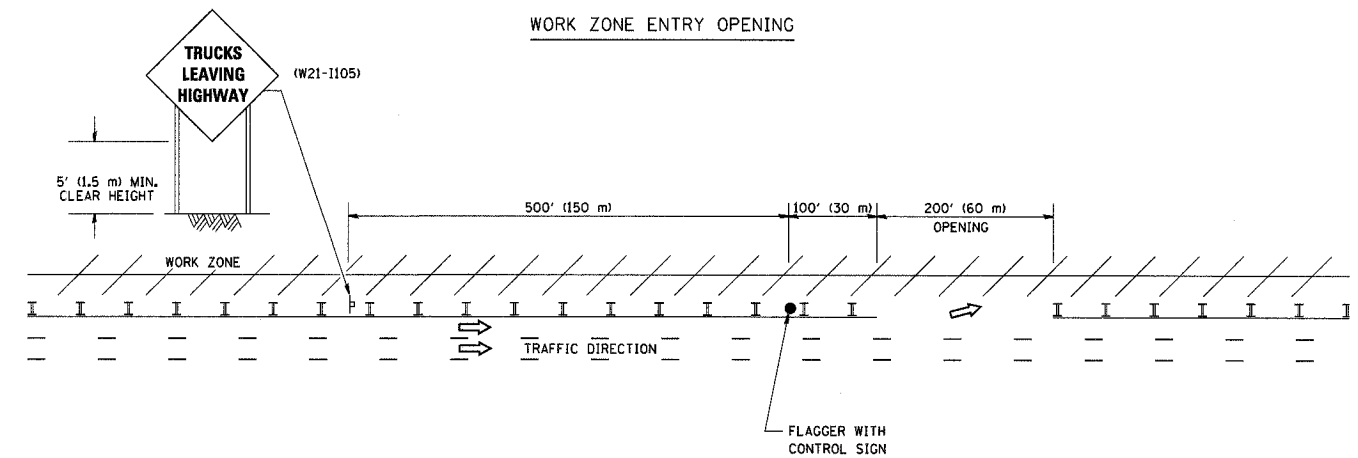 WORK ZONE ENTRY OPENING
TRUCKS
LEAVING
HIGHWAY
(W21-I105)
5' (1.5 m) MIN.
CLEAR HEIGHT
500' (150 m)
100' (30 m)
200' (60 m)
OPENING
WORK ZONE
TRAFFIC DIRECTION
FLAGGER WITH
CONTROL SIGN